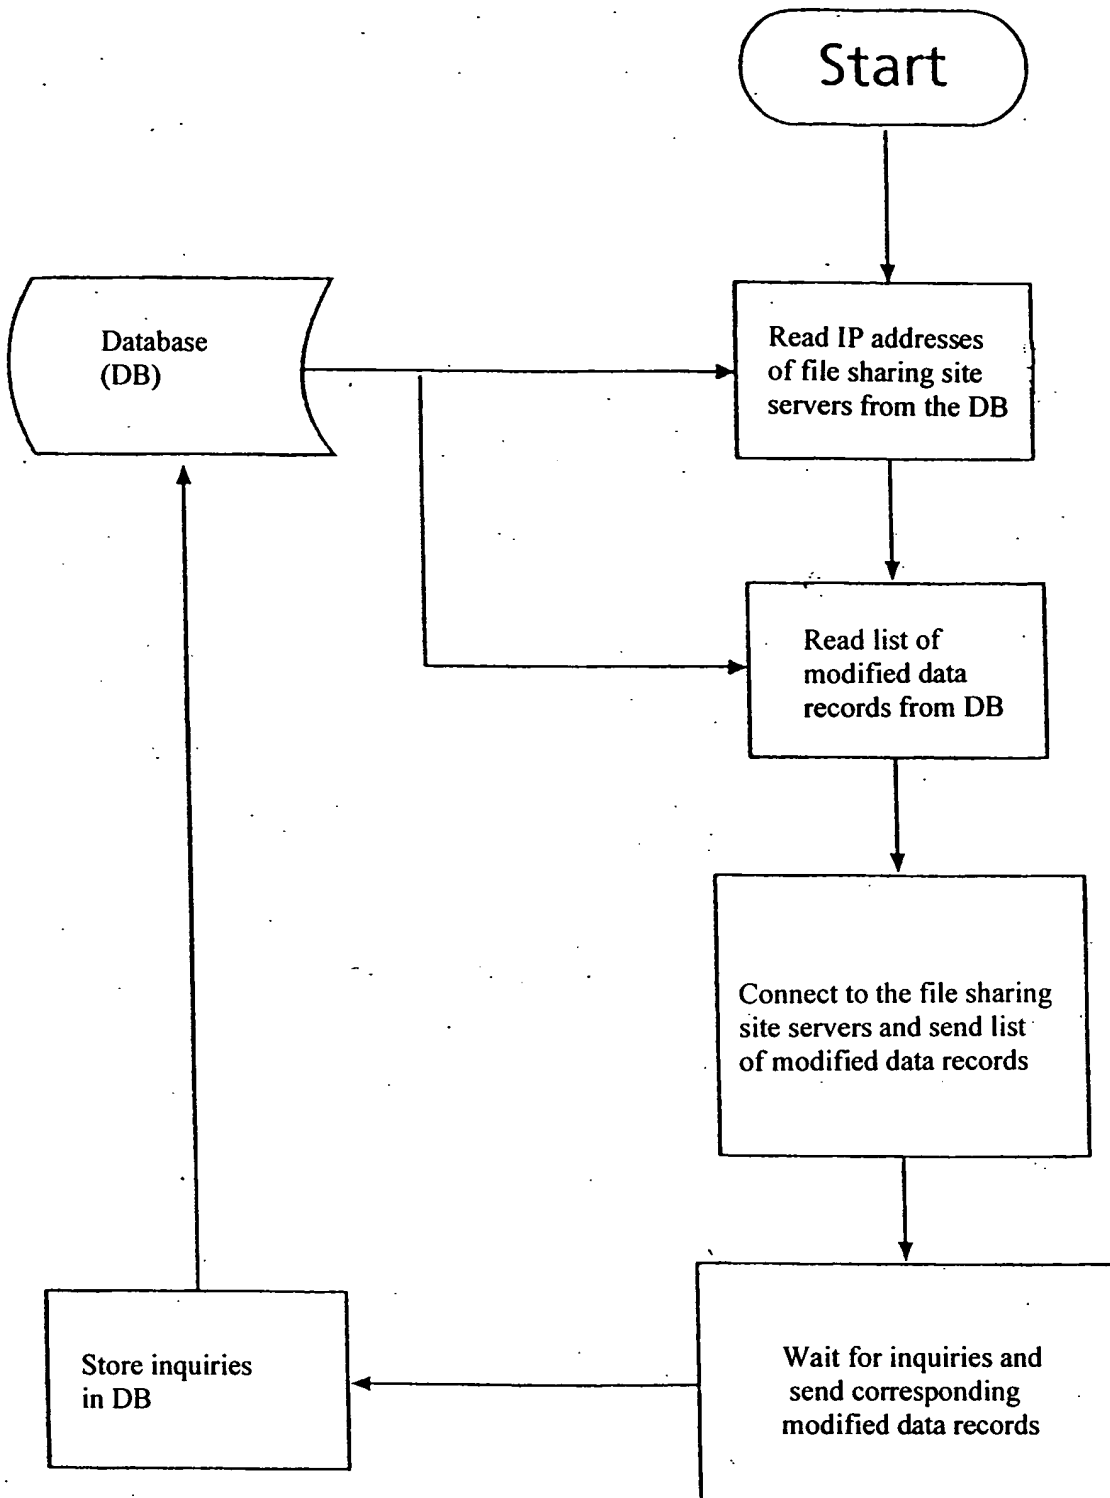 Start
Database
(DB)
Read IP addresses
of file sharing site
servers from the DB
Read list of
modified data
records from DB
Connect to the file sharing
site servers and send list
of modified data records
Store inquiries
in DB
Wait for inquiries and
send corresponding
modified data records